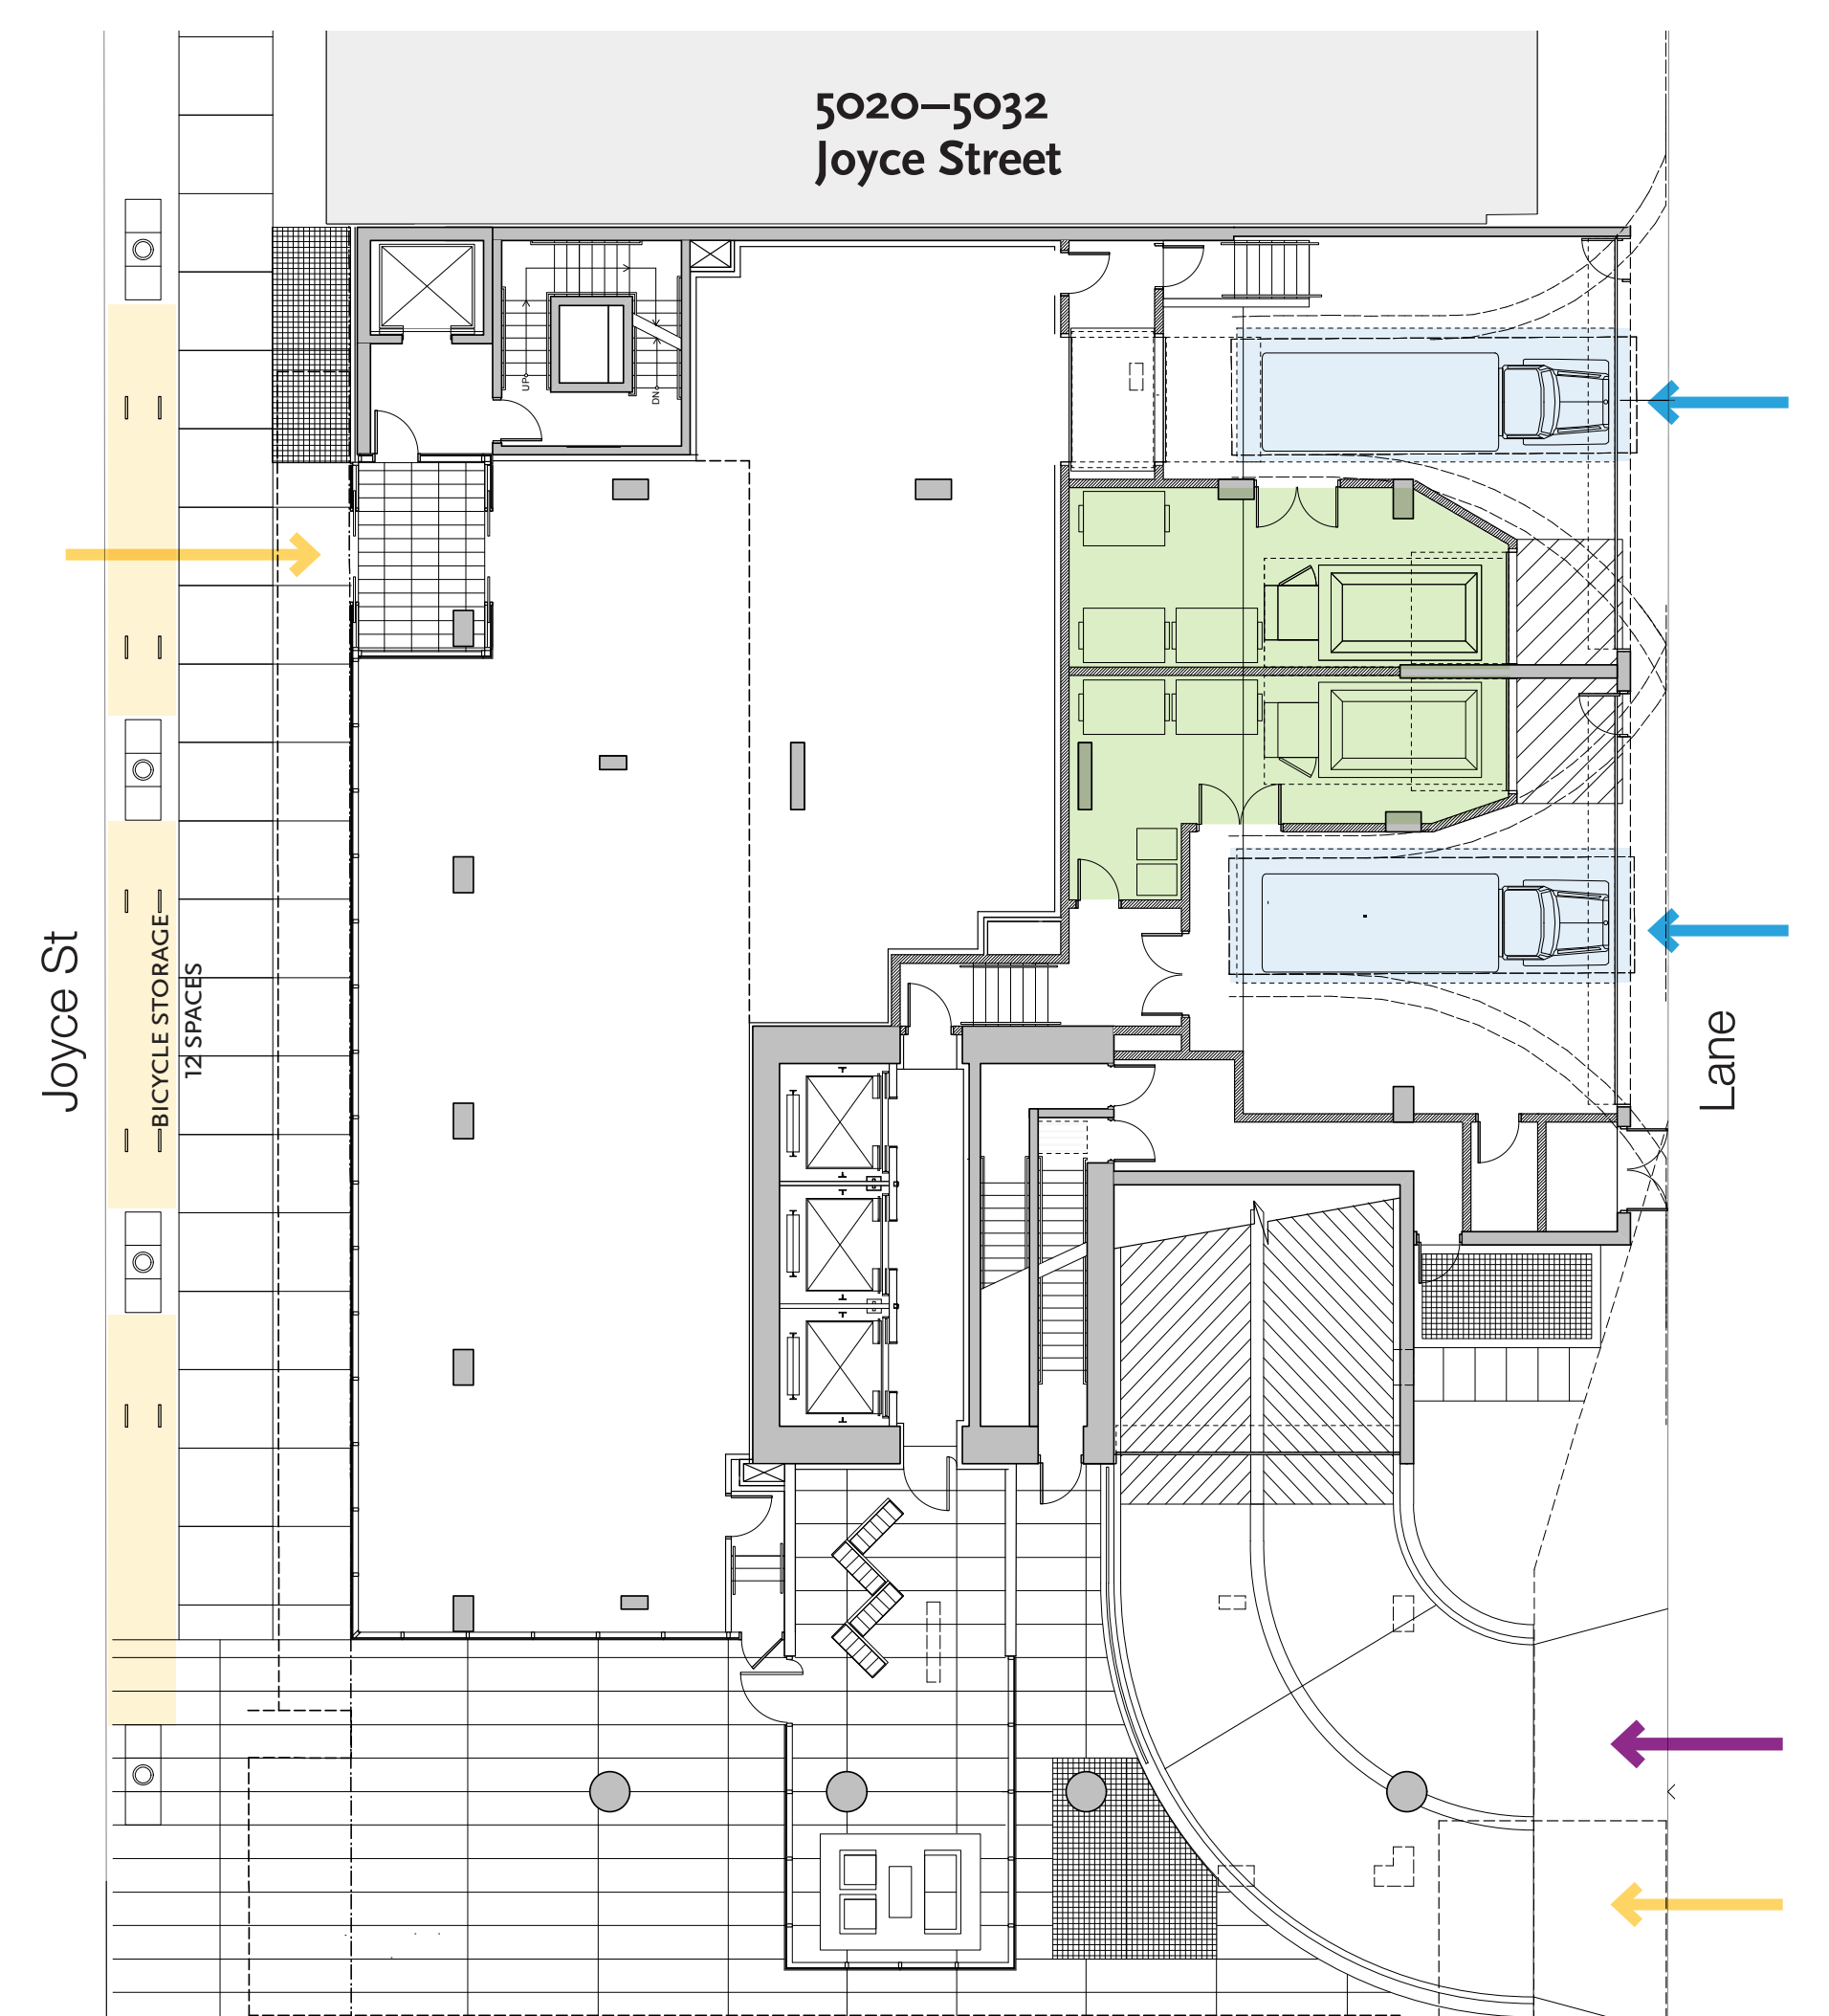 5020–5032
Joyce Street
UP
DN
Joyce St
BICYCLE STORAGE
12 SPACES
Lane